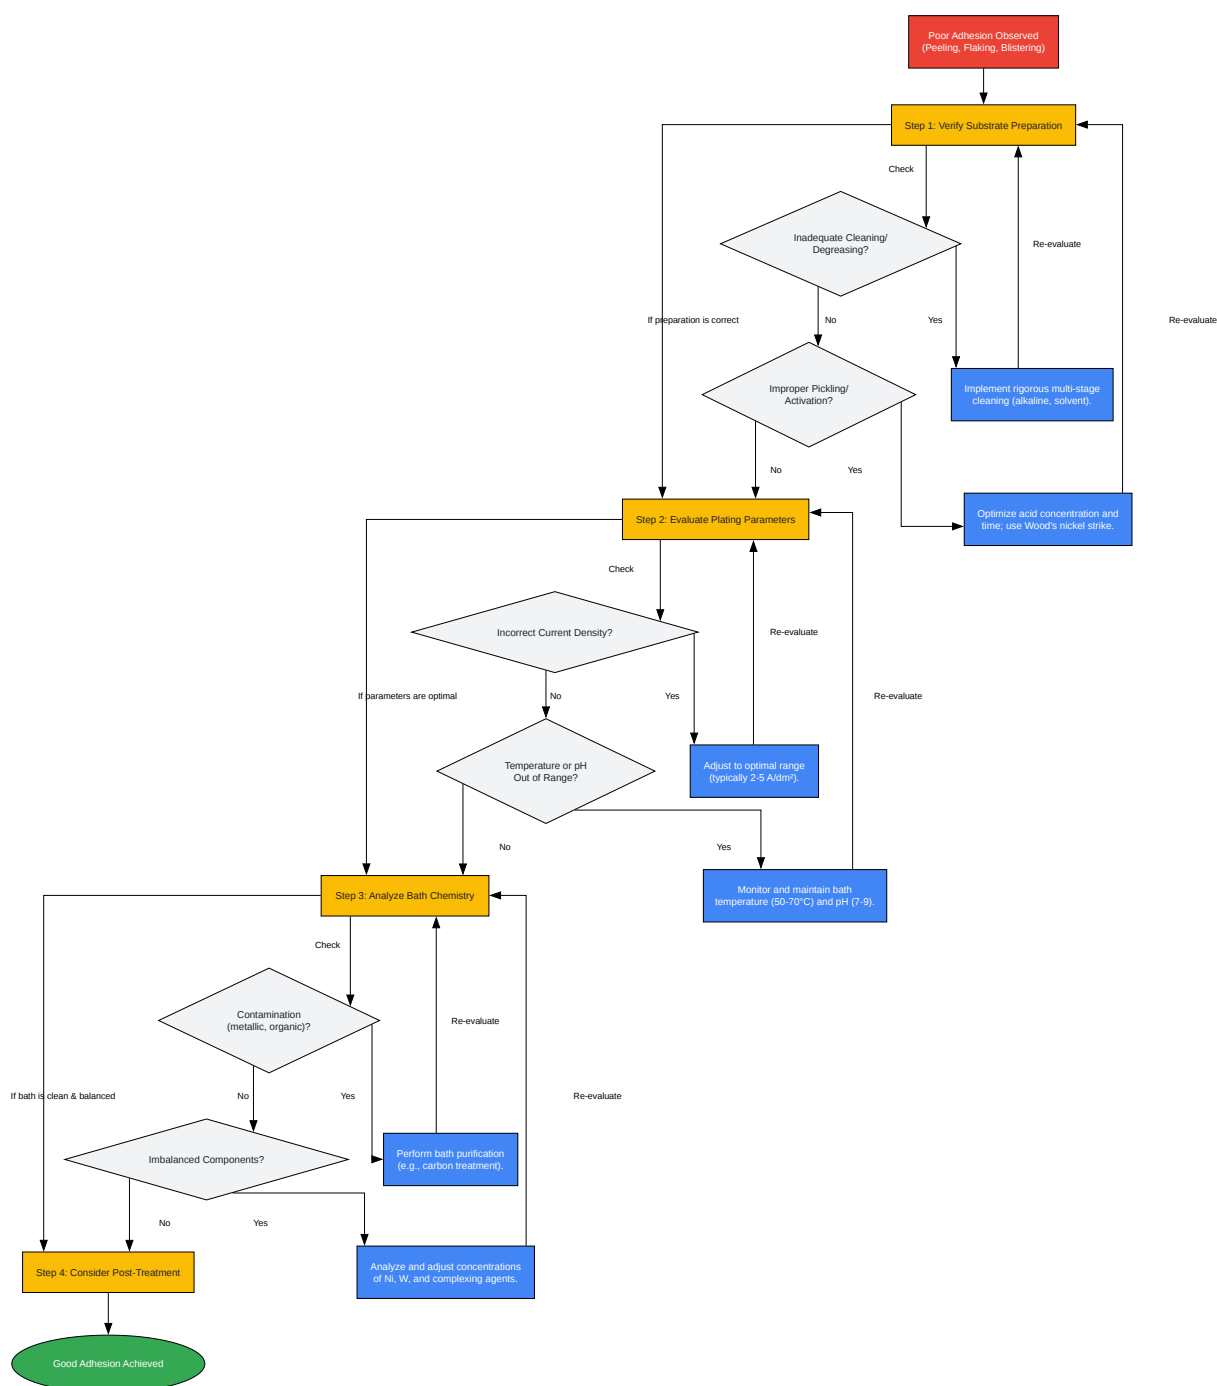 Poor Adhesion Observed
(Peeling, Flaking, Blistering)
Step 1: Verify Substrate Preparation
Check
Inadequate Cleaning/
Degreasing?
Re-evaluate
If preparation is correct
No
Yes
Re-evaluate
Improper Pickling/
Activation?
Implement rigorous multi-stage
cleaning (alkaline, solvent).
No
Yes
Optimize acid concentration and
time; use Wood's nickel strike.
Step 2: Evaluate Plating Parameters
Check
Incorrect Current Density?
Re-evaluate
If parameters are optimal
No
Yes
Re-evaluate
Temperature or pH
Out of Range?
Adjust to optimal range
(typically 2-5 A/dm²).
No
Yes
Monitor and maintain bath
temperature (50-70°C) and pH (7-9).
Step 3: Analyze Bath Chemistry
Check
Contamination
(metallic, organic)?
Re-evaluate
If bath is clean & balanced
No
Yes
Re-evaluate
Imbalanced Components?
Perform bath purification
(e.g., carbon treatment).
No
Yes
Analyze and adjust concentrations
of Ni, W, and complexing agents.
Step 4: Consider Post-Treatment
Good Adhesion Achieved